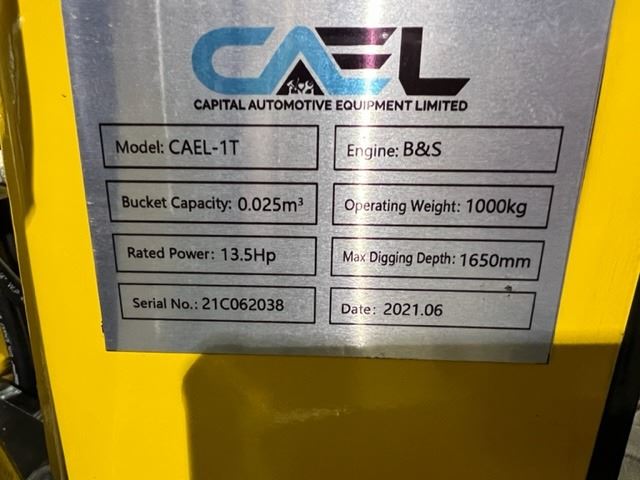 CAEL
CAPITAL AUTOMOTIVE EQUIPMENT LIMITED
Model: CAEL-1T
Engine: B&S
Bucket Capacity: 0.025m³
Operating Weight: 1000kg
Rated Power: 13.5Hp
Max Digging Depth: 1650mm
Serial No.: 21C062038
Date: 2021.06